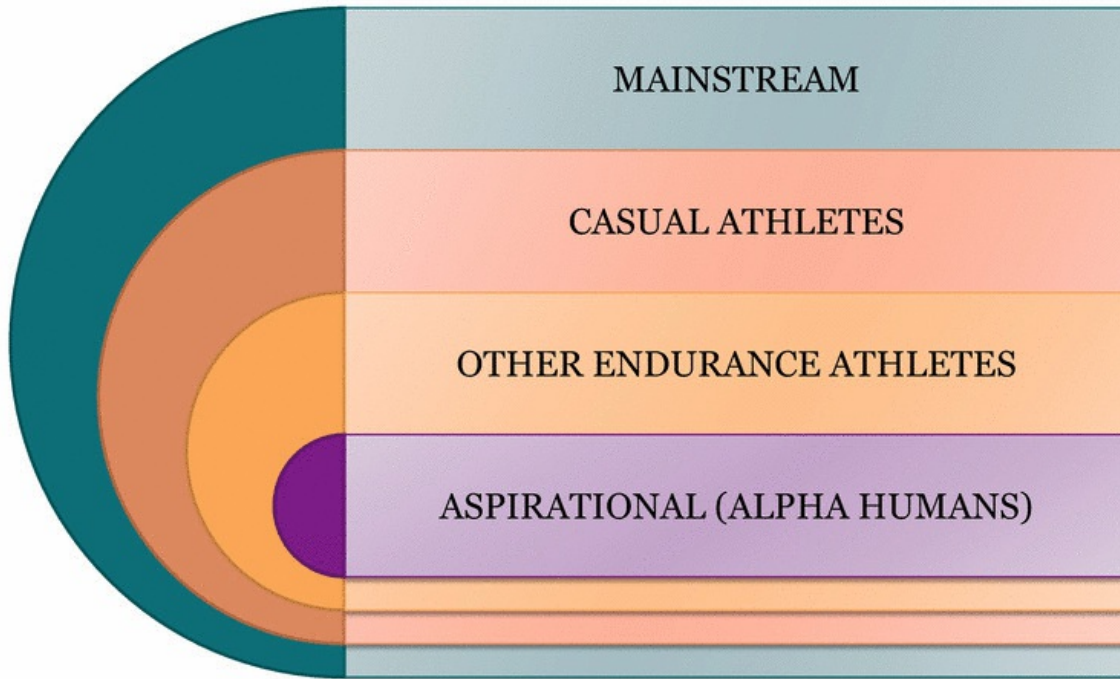 MAINSTREAM
CASUAL ATHLETES
OTHER ENDURANCE ATHLETES
ASPIRATIONAL (ALPHA HUMANS)